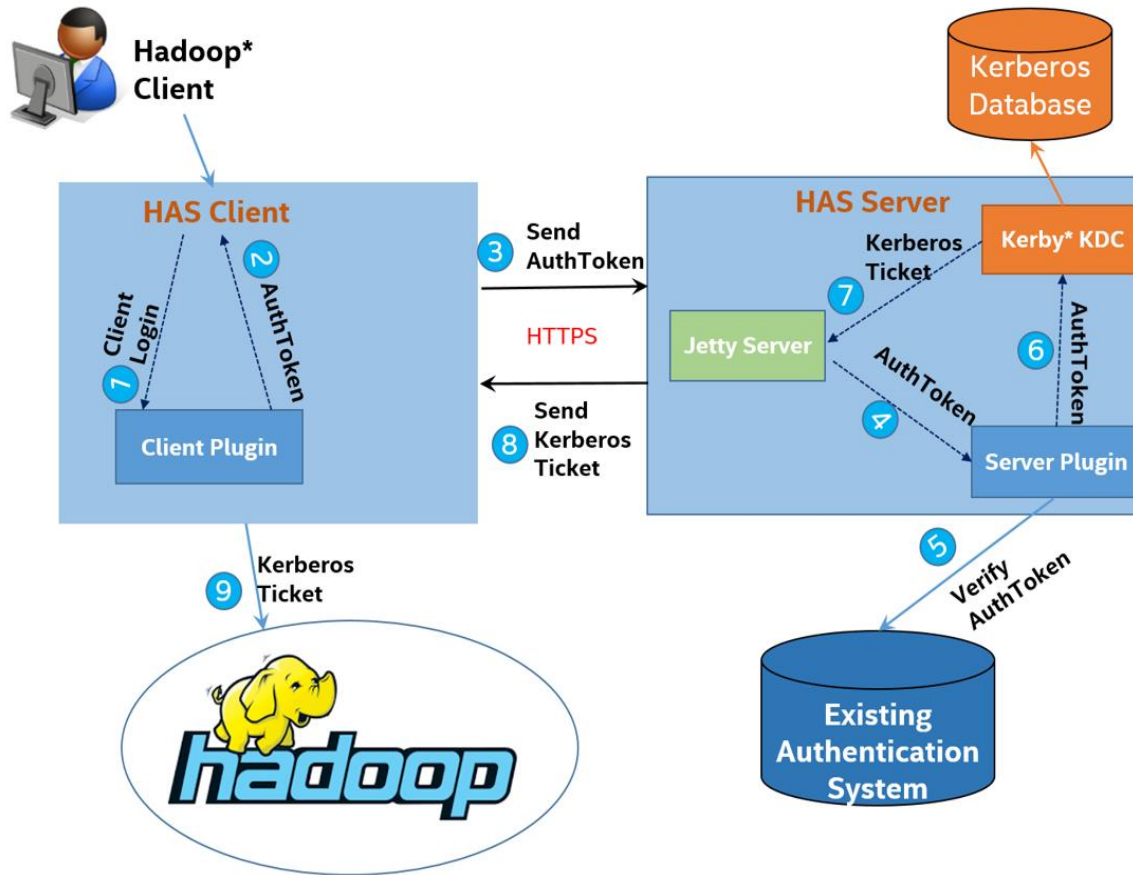 Hadoop*
Client
Kerberos
Database
HAS Client
HAS Server
Kerby* KDC
3
Send
AuthToken
Kerberos
Ticket
7
2
AuthToken
Client
Login
1
HTTPS
Jetty Server
AuthToken
4
6
AuthToken
Client Plugin
8
Send
Kerberos
Ticket
Server Plugin
5
Verify
AuthToken
9
Kerberos
Ticket
hadoop
Existing
Authentication
System